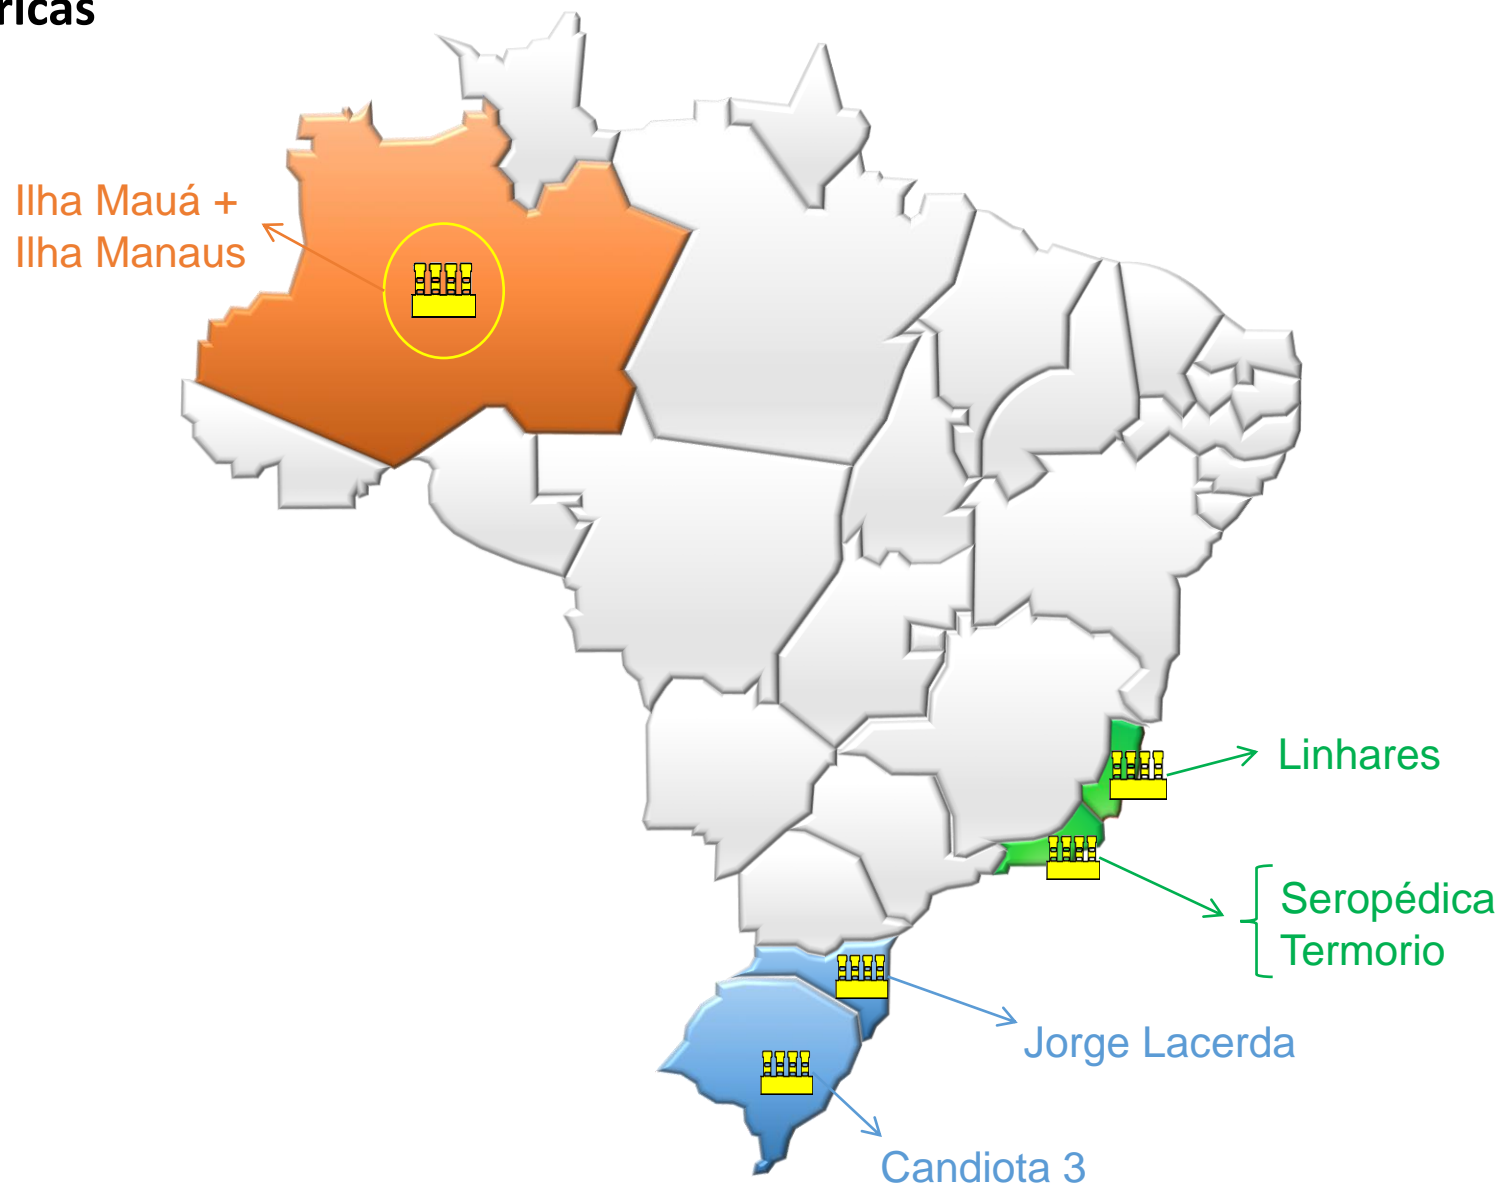 ricas
Ilha Mauá +
Ilha Manaus
Linhares
Seropédica
Termorio
Jorge Lacerda
Candiota 3